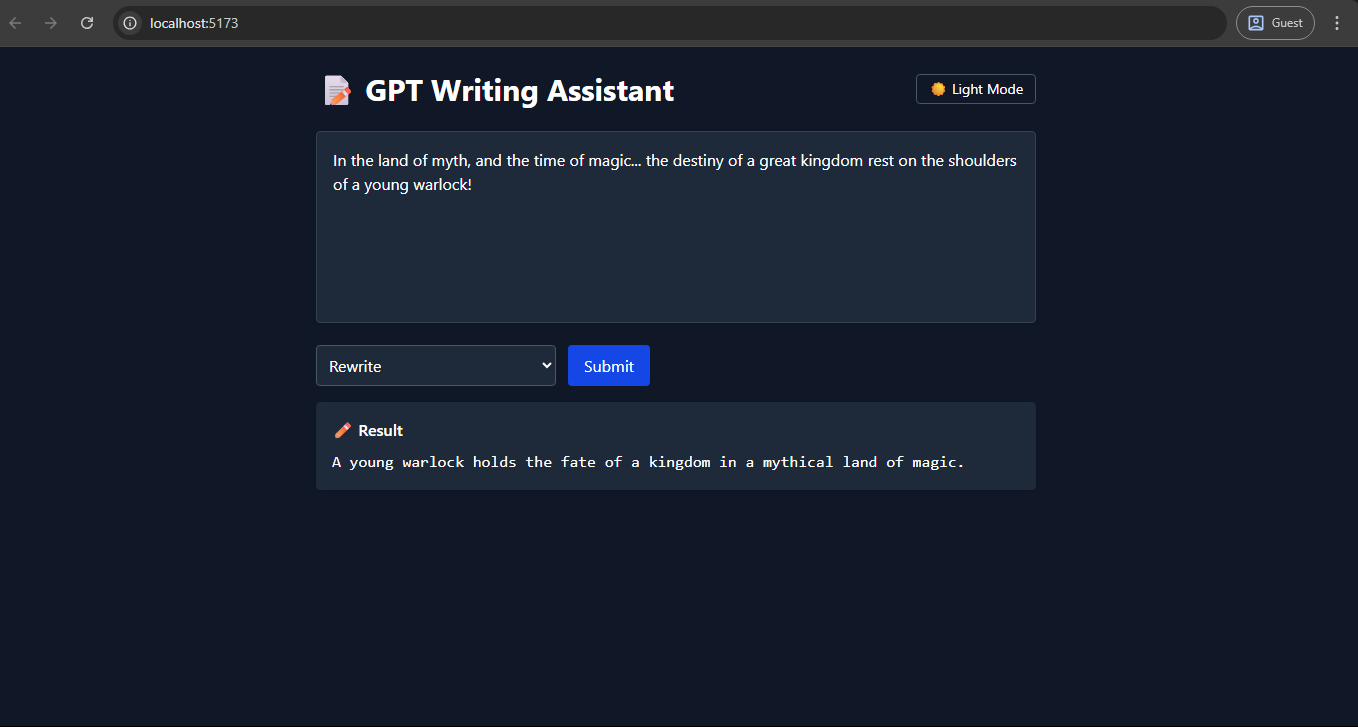 localhost:5173
Guest
GPT Writing Assistant
Light Mode
In the land of myth, and the time of magic... the destiny of a great kingdom rest on the shoulders
of a young warlock!
Rewrite
Submit
Result
A young warlock holds the fate of a kingdom in a mythical land of magic.